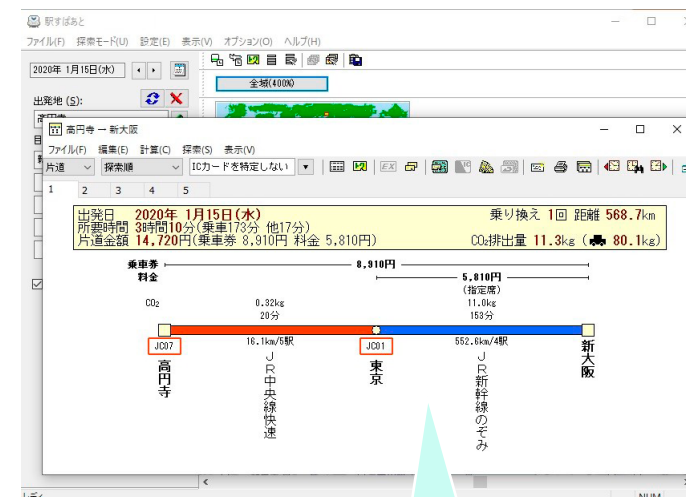 駅すぱあと
ファイル(F) 探索モード(U) 設定(E) 表示(V) オプション(O) ヘルプ(H)
2020年 1月15日(水)
全域(400%)
出発地(S):
高円寺 ー 新大阪
ファイル(F) 編集(E) 計算(C) 探索(S) 表示(V)
片道 探索順 ICカードを特定しない
1 2 3 4 5
出発日 2020年 1月15日(水) 乗り換え 1回 距離 568.7km
所要時間 3時間10分(乗車173分 他17分)
片道金額 14,720円(乗車券 8,910円 料金 5,810円) CO₂排出量 11.3kg ( 80.1kg)
乗車券 8,910円
料金 5,810円
(指定席)
CO₂ 0.32kg 11.0kg
20分 153分
JC07 16.1km/5駅 JC01 552.6km/4駅
高円寺
JR中央線快速
東京
JR新幹線のぞみ
新大阪
NUM